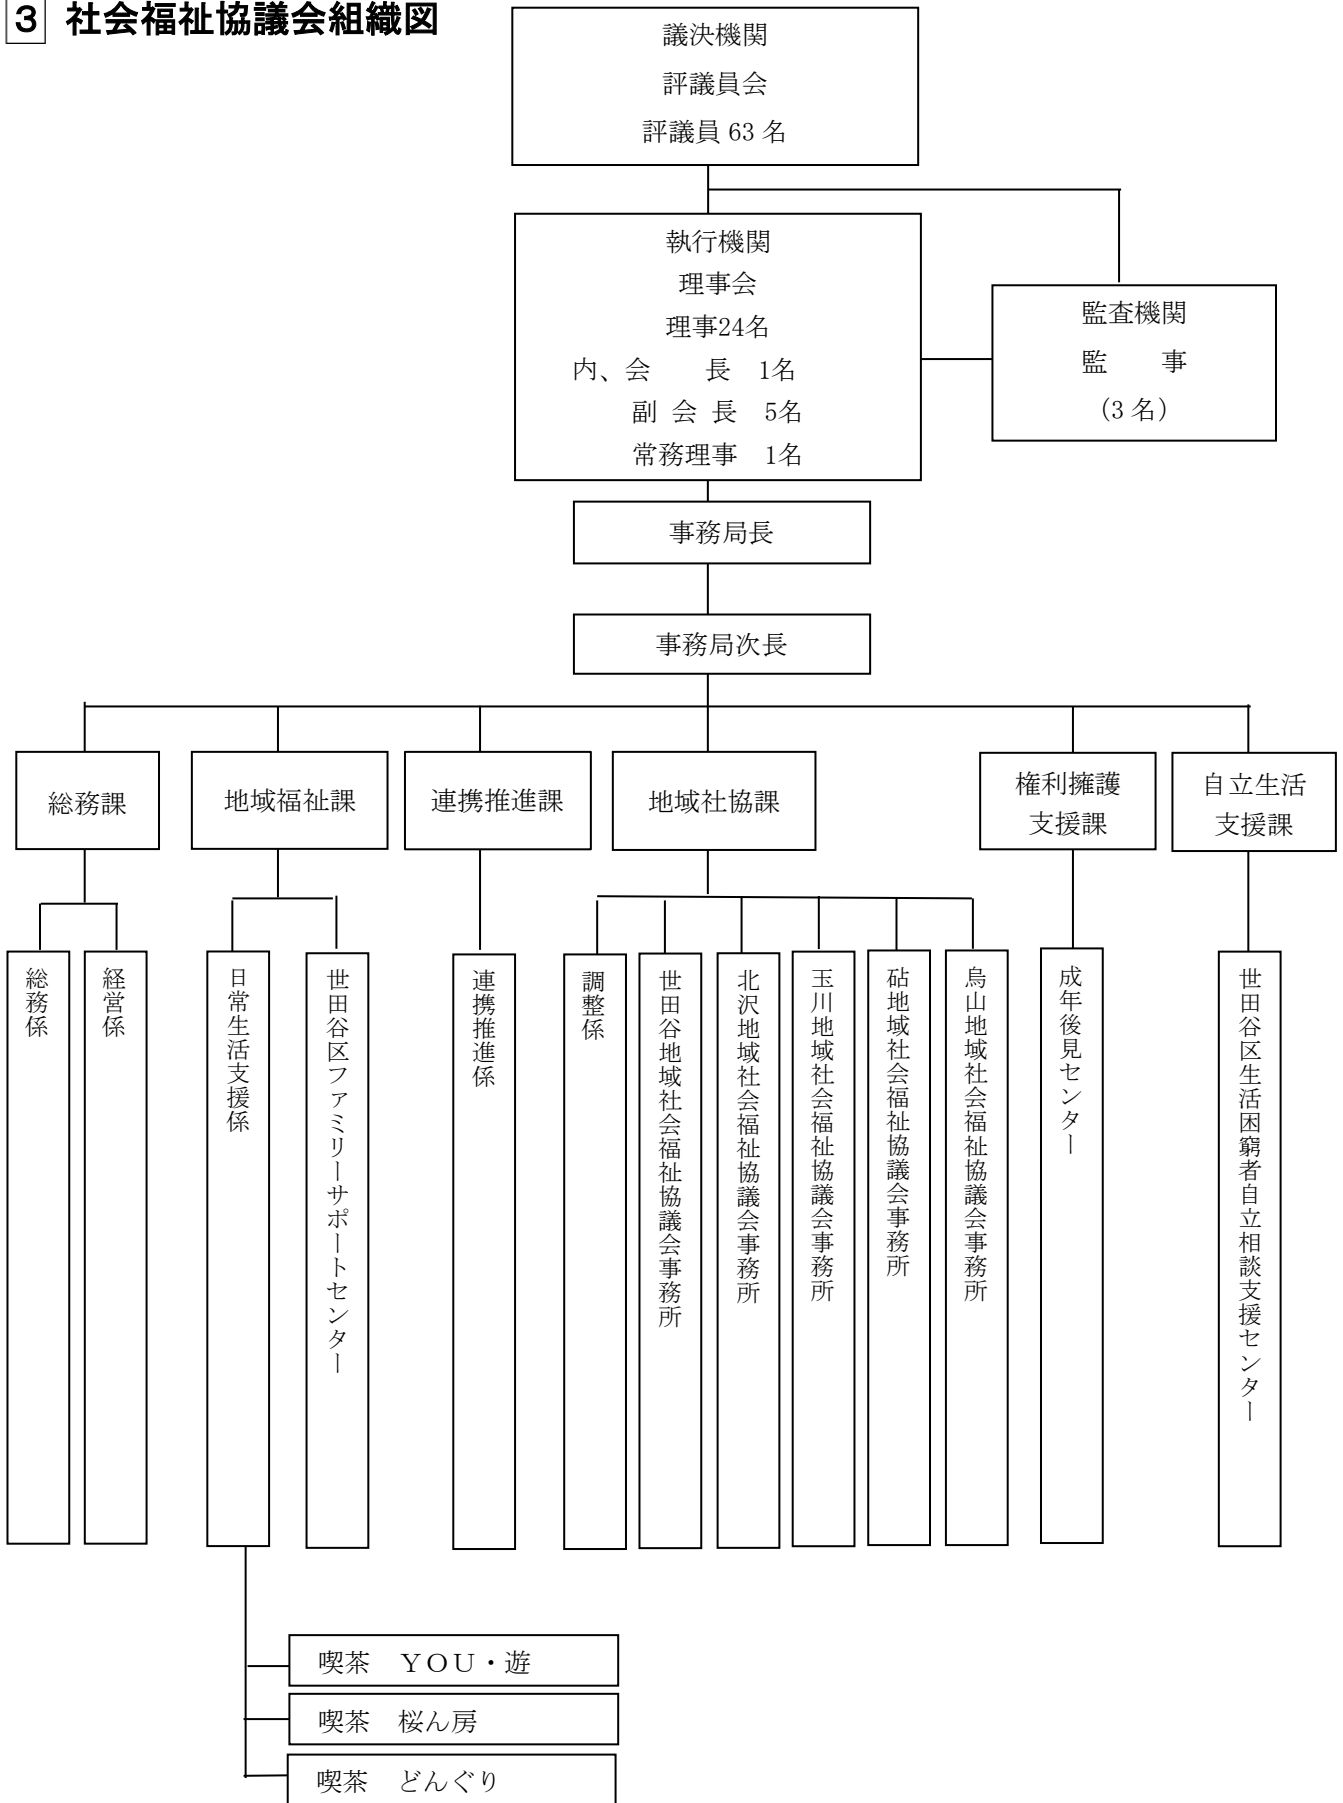 3 社会福祉協議会組織図
議決機関
評議員会
評議員 63 名
執行機関
理事会
理事24名
内、会　　長　1名
副 会 長　5名
常務理事　1名
監査機関
監　　事
（3 名）
事務局長
事務局次長
総務課
地域福祉課
連携推進課
地域社協課
権利擁護
支援課
自立生活
支援課
総務係
経営係
日常生活支援係
世田谷区ファミリーサポートセンター
連携推進係
調整係
世田谷地域社会福祉協議会事務所
北沢地域社会福祉協議会事務所
玉川地域社会福祉協議会事務所
砧地域社会福祉協議会事務所
烏山地域社会福祉協議会事務所
成年後見センター
世田谷区生活困窮者自立相談支援センター
喫茶　ＹＯＵ・遊
喫茶　桜ん房
喫茶　どんぐり